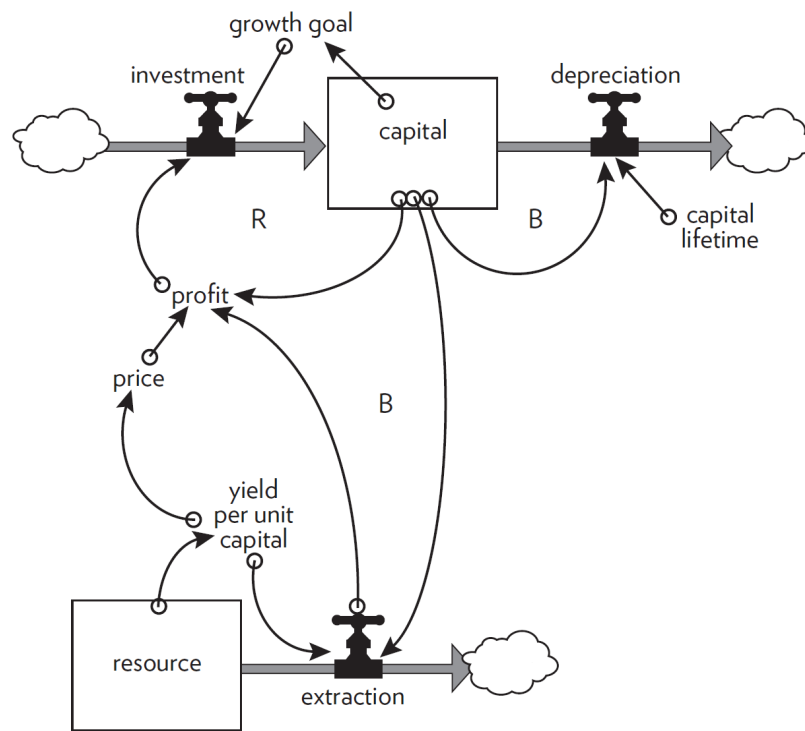 growth goal
investment
depreciation
capital
R
B
capital
lifetime
profit
price
B
yield
per unit
capital
resource
extraction